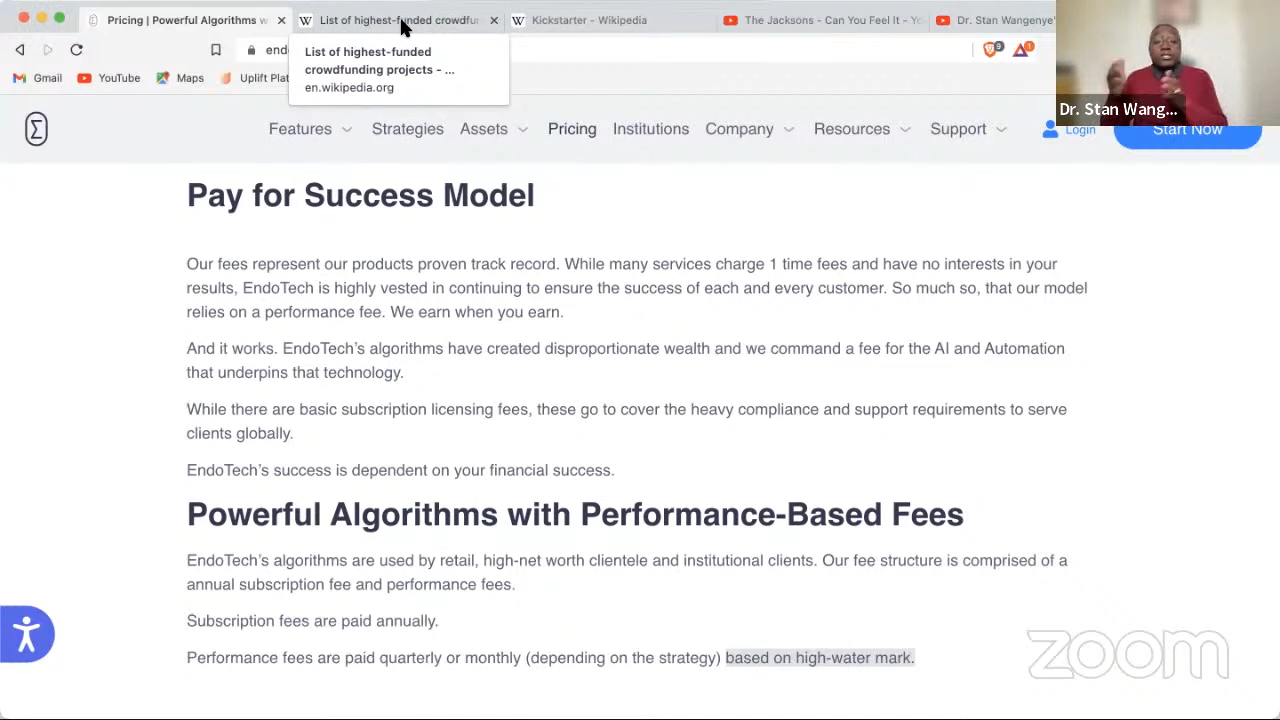 Pricing | Powerful Algorithms w
List of highest-funded crowdfu
Kickstarter - Wikipedia
The Jacksons - Can You Feel It - Yo
Dr. Stan Wangenye'
List of highest-funded
crowdfunding projects - ...
en.wikipedia.org
endo
9
1
Gmail
YouTube
Maps
Uplift Plat
Dr. Stan Wang...
Features
Strategies
Assets
Pricing
Institutions
Company
Resources
Support
Login
Start Now
Pay for Success Model
Our fees represent our products proven track record. While many services charge 1 time fees and have no interests in your
results, EndoTech is highly vested in continuing to ensure the success of each and every customer. So much so, that our model
relies on a performance fee. We earn when you earn.
And it works. EndoTech's algorithms have created disproportionate wealth and we command a fee for the AI and Automation
that underpins that technology.
While there are basic subscription licensing fees, these go to cover the heavy compliance and support requirements to serve
clients globally.
EndoTech's success is dependent on your financial success.
Powerful Algorithms with Performance-Based Fees
EndoTech's algorithms are used by retail, high-net worth clientele and institutional clients. Our fee structure is comprised of a
annual subscription fee and performance fees.
Subscription fees are paid annually.
Performance fees are paid quarterly or monthly (depending on the strategy) based on high-water mark.
zoom